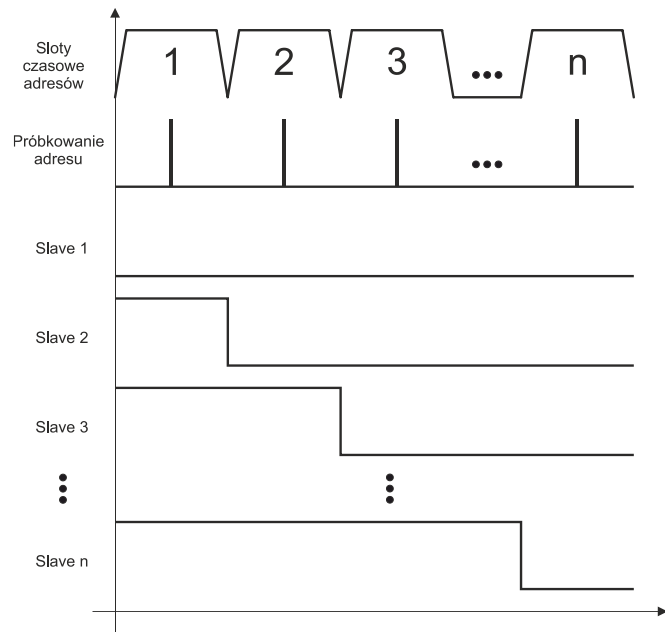 Sloty
czasowe
adresów
1 2 3 ... n
Próbkowanie
adresu
...
Slave 1
Slave 2
Slave 3
Slave n